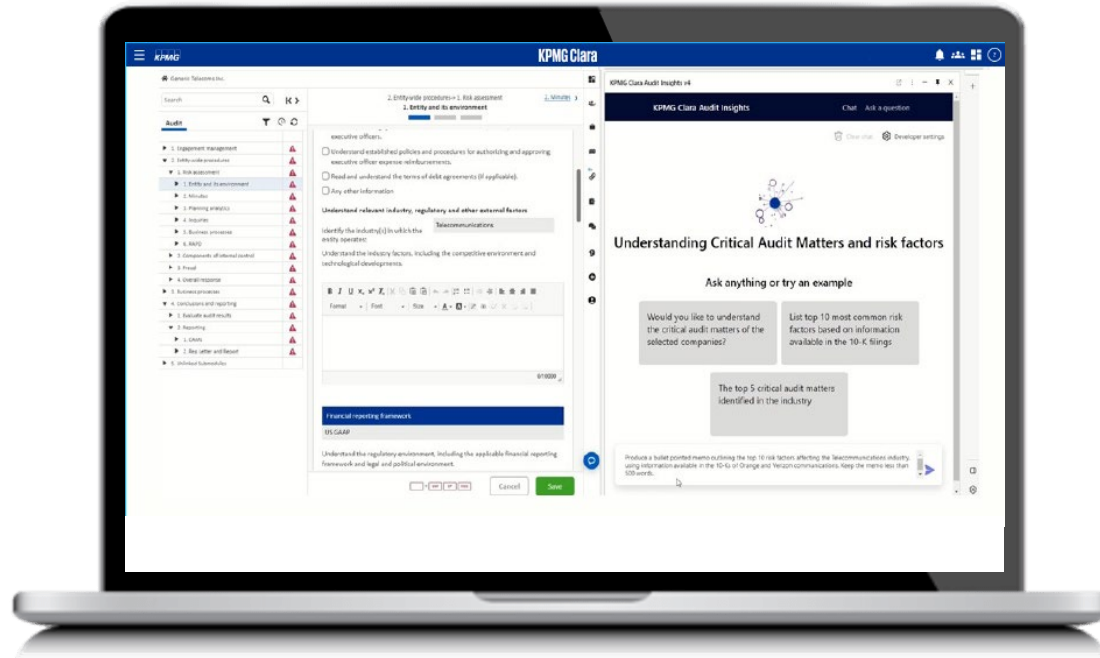 KPMG
KPMG Clara
Generic Telecoms Inc.
Search
Audit
1. Engagement management
2. Entity-wide procedures
1. Risk assessment
1. Entity and its environment
2. Minutes
3. Planning analytics
4. Inquiries
5. Business processes
6. RAPD
2. Components of internal control
3. Fraud
4. Overall response
3. Business processes
4. Conclusions and reporting
1. Evaluate audit results
2. Reporting
1. CAMs
2. Rep Letter and Report
2. Entity-wide procedures > 1. Risk assessment
1. Entity and its environment
2. Minutes
executive officers.
Understand established policies and procedures for authorizing and approving
executive officer expense reimbursements.
Read and understand the terms of debt agreements (if applicable).
Any other information
Understand relevant industry, regulatory and other external factors
Identify the industry(s) in which the
entity operates:
Telecommunications
Understand the industry factors, including the competitive environment and
technological developments.
Format
Font
Size
0/10000
Financial reporting framework
US GAAP
Understand the regulatory environment, including the applicable financial reporting
framework and legal and political environment.
Cancel
Save
KPMG Clara Audit Insights v4
KPMG Clara Audit Insights
Chat
Ask a question
Clear chat
Developer settings
Understanding Critical Audit Matters and risk factors
Ask anything or try an example
Would you like to understand
the critical audit matters of the
selected companies?
List top 10 most common risk
factors based on information
available in the 10-K filings
The top 5 critical audit matters
identified in the industry
Produce a bullet pointed memo outlining the top 10 risk factors affecting the Telecommunications industry,
using information available in the 10-Ks of Orange and Verizon communications. Keep the memo less than
500 words.